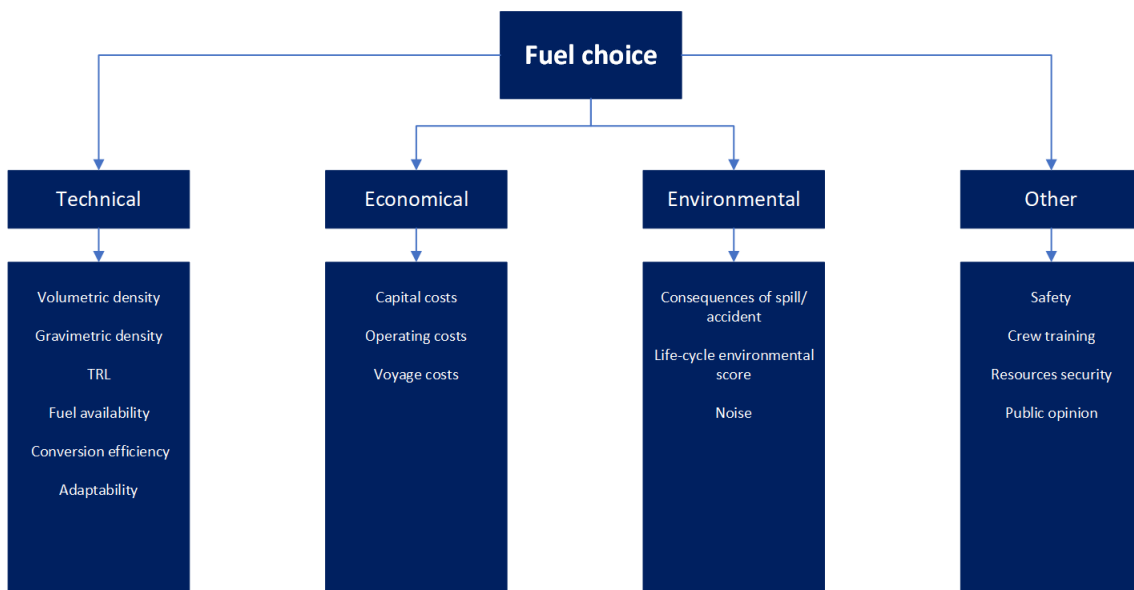 Fuel choice
Technical
Economical
Environmental
Other
Volumetric density
Gravimetric density
TRL
Fuel availability
Conversion efficiency
Adaptability
Capital costs
Operating costs
Voyage costs
Consequences of spill/
accident
Life-cycle environmental
score
Noise
Safety
Crew training
Resources security
Public opinion